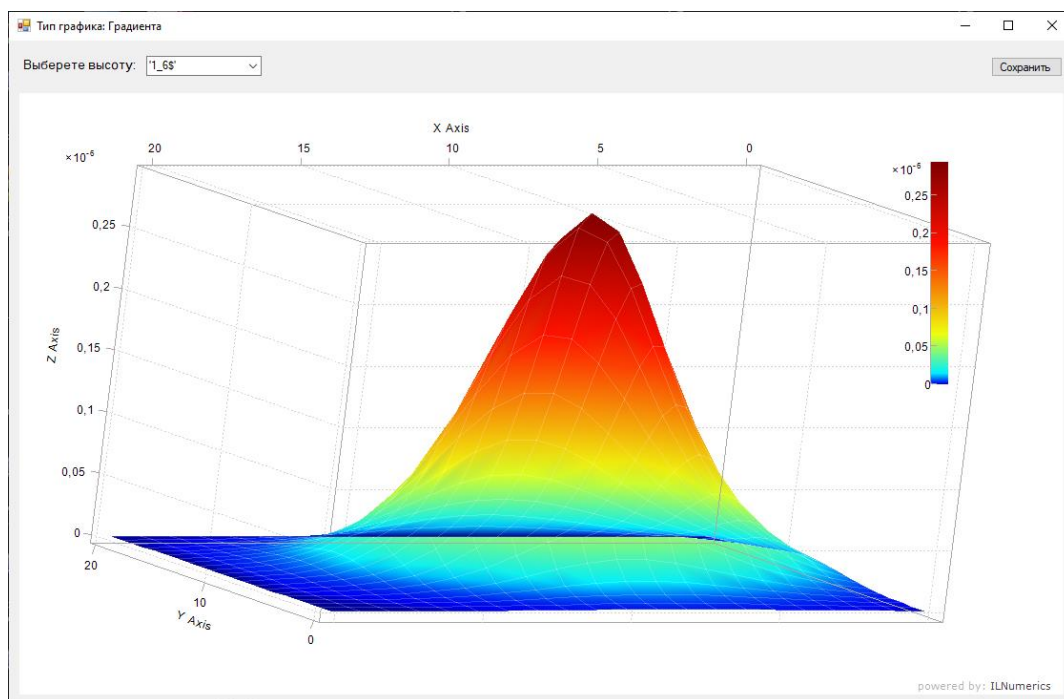 Тип графика: Градиента
Выберете высоту: '1_6$'
Сохранить
X Axis
×10⁻⁶ 20 15 10 5 0
×10⁻⁶
0,25
0,2
0,15
0,1
0,05
0
Z Axis
0,25
0,2
0,15
0,1
0,05
0
20
10
Y Axis
0
powered by: ILNumerics